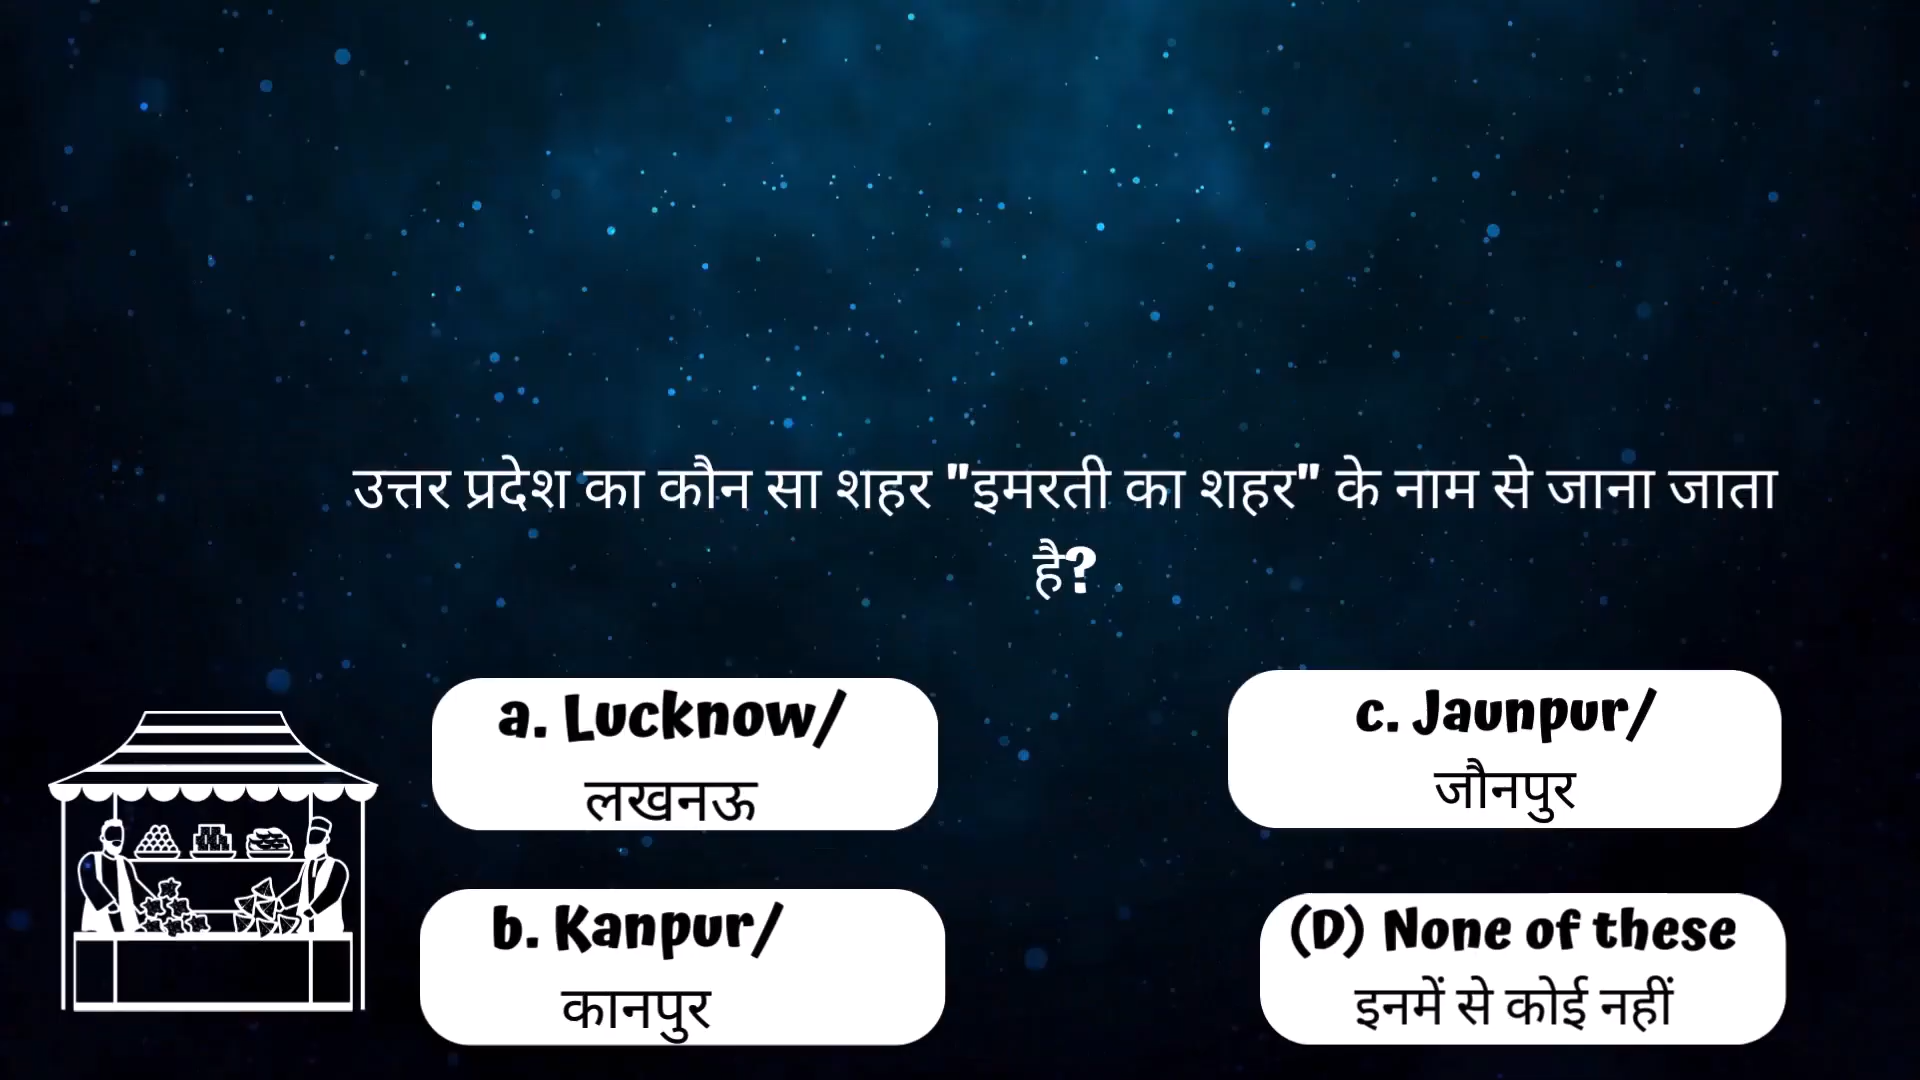 उत्तर प्रदेश का कौन सा शहर "इमरती का शहर" के नाम से जाना जाता
है?
a. Lucknow/
लखनऊ
b. Kanpur/
कानपुर
c. Jaunpur/
जौनपुर
(D) None of these
इनमें से कोई नहीं